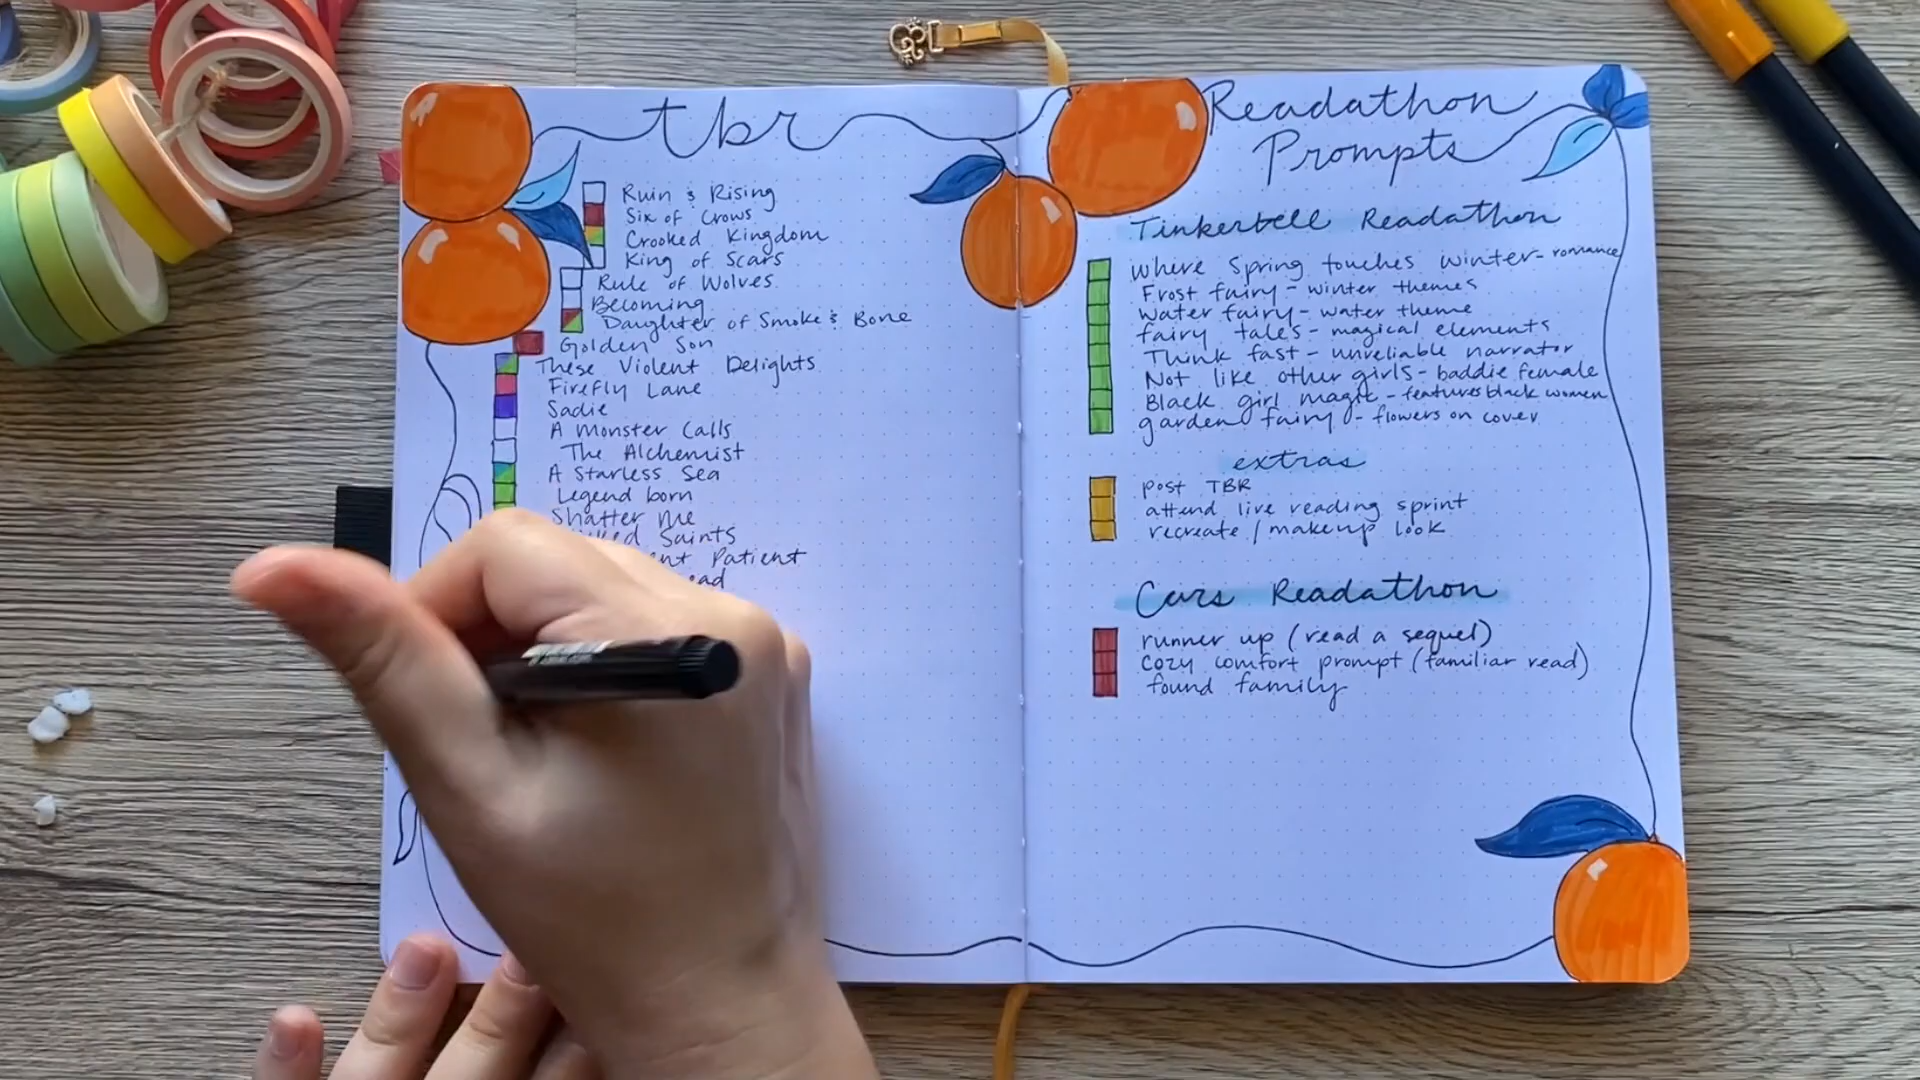 tbr
Ruin & Rising
Six of Crows
Crooked Kingdom
King of Scars
Rule of Wolves
Becoming
Daughter of Smoke & Bone
Golden Son
These Violent Delights
Firefly Lane
Sadie
A Monster Calls
The Alchemist
A Starless Sea
Legend born
Shatter Me
Saints
Patient
Readathon
Prompts
Tinkerbell Readathon
Where Spring touches winter - romance
Frost fairy - winter themes
Water fairy - water theme
fairy tales - magical elements
Think fast - unreliable narrator
Not like other girls - baddie female
Black girl magic - features black women
garden fairy - flowers on cover
extras
post TBR
attend live reading sprint
recreate / makeup look
Cars Readathon
runner up (read a sequel)
cozy comfort prompt (familiar read)
found family